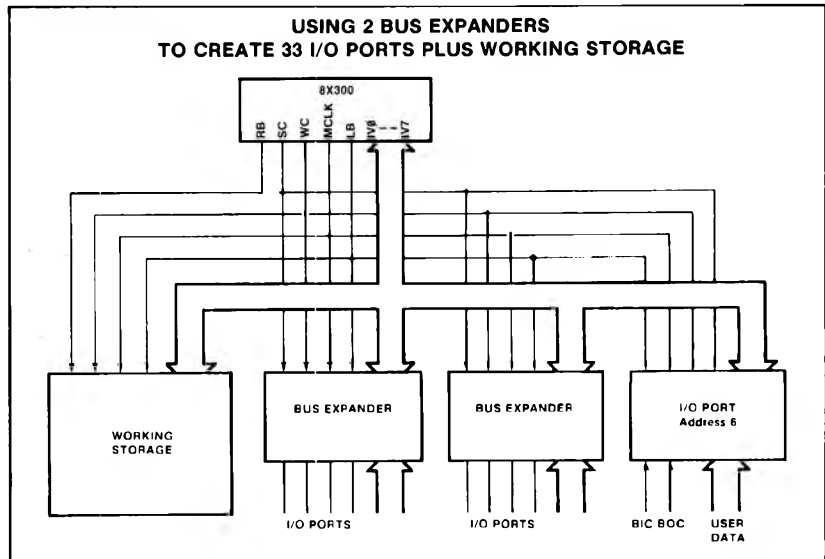 USING 2 BUS EXPANDERS
TO CREATE 33 I/O PORTS PLUS WORKING STORAGE
8X300
RB SC WC MCLK LB IVØ -- IV7
WORKING
STORAGE
BUS EXPANDER
BUS EXPANDER
I/O PORT
Address 6
I/O PORTS
I/O PORTS
BIC BOC
USER
DATA